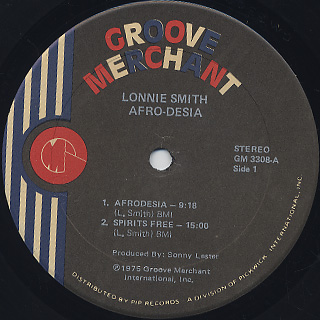 GROOVE
MERCHANT
LONNIE SMITH
AFRO-DESIA
STEREO
GM 3308-A
Side 1
1. AFRODESIA — 9:18
(L. Smith) BMI
2. SPIRITS FREE — 15:00
(L. Smith) BMI
Produced By: Sonny Lester
℗1975 Groove Merchant
International, Inc.
DISTRIBUTED BY PIP RECORDS - A DIVISION OF PICKWICK INTERNATIONAL, INC.